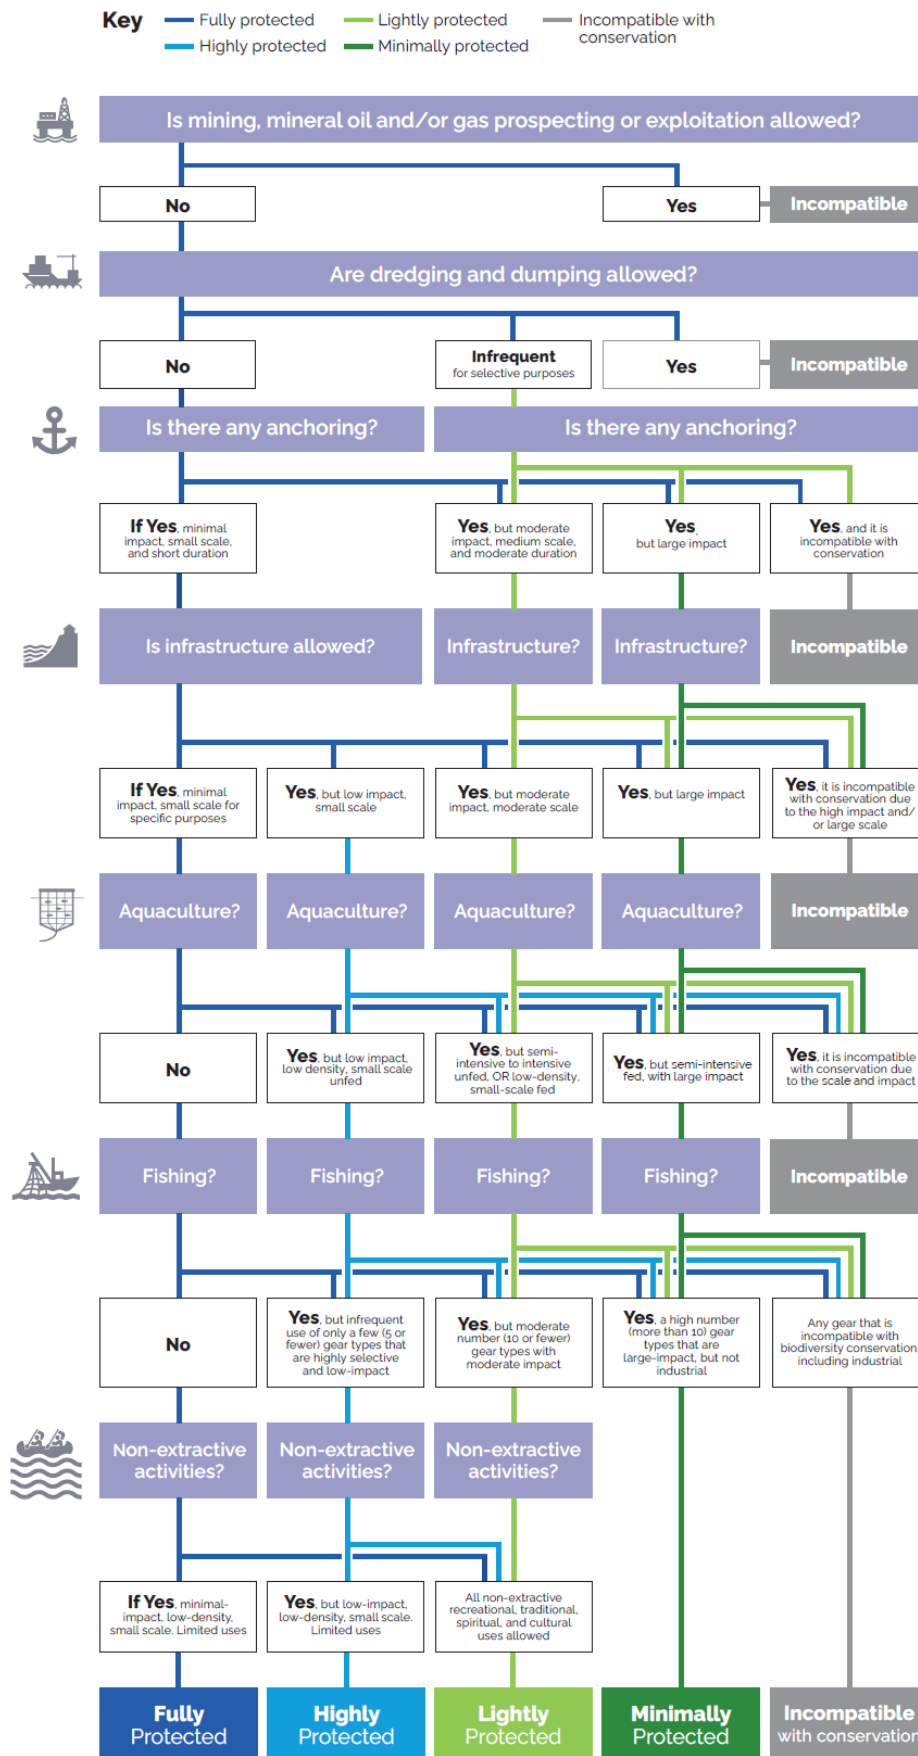 Key
Fully protected
Lightly protected
Incompatible with
conservation
Highly protected
Minimally protected
Is mining, mineral oil and/or gas prospecting or exploitation allowed?
No
Yes
Incompatible
Are dredging and dumping allowed?
No
Infrequent
for selective purposes
Yes
Incompatible
Is there any anchoring?
Is there any anchoring?
If Yes, minimal
impact, small scale,
and short duration
Yes, but moderate
impact, medium scale,
and moderate duration
Yes,
but large impact
Yes, and it is
incompatible with
conservation
Is infrastructure allowed?
Infrastructure?
Infrastructure?
Incompatible
If Yes, minimal
impact, small scale for
specific purposes
Yes, but low impact,
small scale
Yes, but moderate
impact, moderate scale
Yes, but large impact
Yes, it is incompatible
with conservation due
to the high impact and/
or large scale
Aquaculture?
Aquaculture?
Aquaculture?
Aquaculture?
Incompatible
No
Yes, but low impact,
low density, small scale
unfed
Yes, but semi-
intensive to intensive
unfed, OR low-density,
small-scale fed
Yes, but semi-intensive
fed, with large impact
Yes, it is incompatible
with conservation due
to the scale and impact
Fishing?
Fishing?
Fishing?
Fishing?
Incompatible
No
Yes, but infrequent
use of only a few (5 or
fewer) gear types that
are highly selective
and low-impact
Yes, but moderate
number (10 or fewer)
gear types with
moderate impact
Yes, a high number
(more than 10) gear
types that are
large-impact, but not
industrial
Any gear that is
incompatible with
biodiversity conservation,
including industrial
Non-extractive
activities?
Non-extractive
activities?
Non-extractive
activities?
If Yes, minimal-
impact, low-density,
small scale. Limited uses
Yes, but low-impact,
low-density, small scale.
Limited uses
All non-extractive
recreational, traditional,
spiritual, and cultural
uses allowed
Fully
Protected
Highly
Protected
Lightly
Protected
Minimally
Protected
Incompatible
with conservation